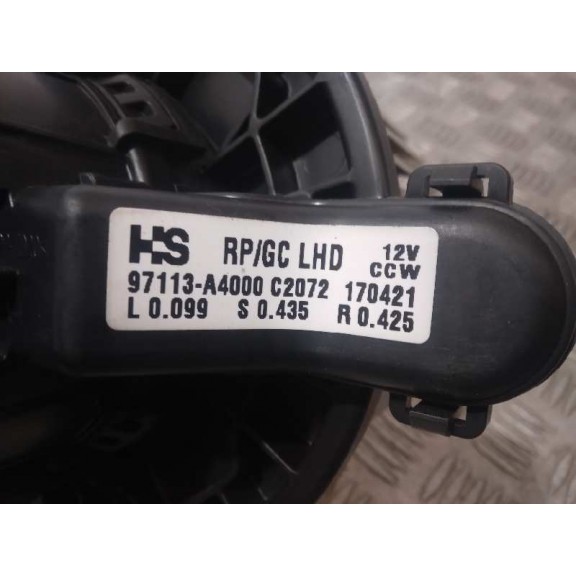 HS RP/GC LHD 12V CCW
97113-A4000 C2072 170421
L 0.099 S 0.435 R 0.425